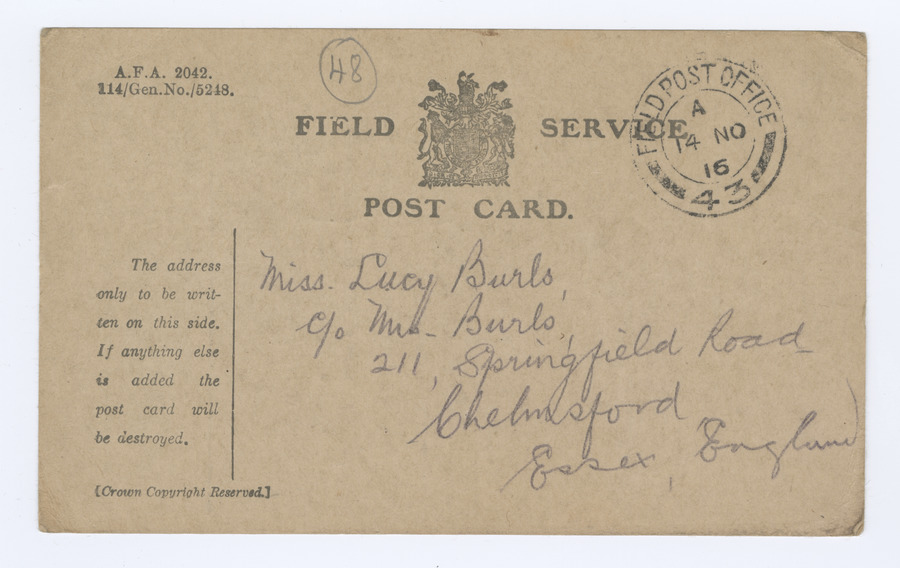 A.F.A. 2042.
114/Gen.No./5248.
48
FIELD SERVICE
POST CARD.
FIELD POST OFFICE
A
14 NO
16
43
The address
only to be writ-
ten on this side.
If anything else
is added the
post card will
be destroyed.
[Crown Copyright Reserved.]
Miss. Lucy Burls,
c/o Mrs. Burls,
211, Springfield Road
Chelmsford
Essex, England